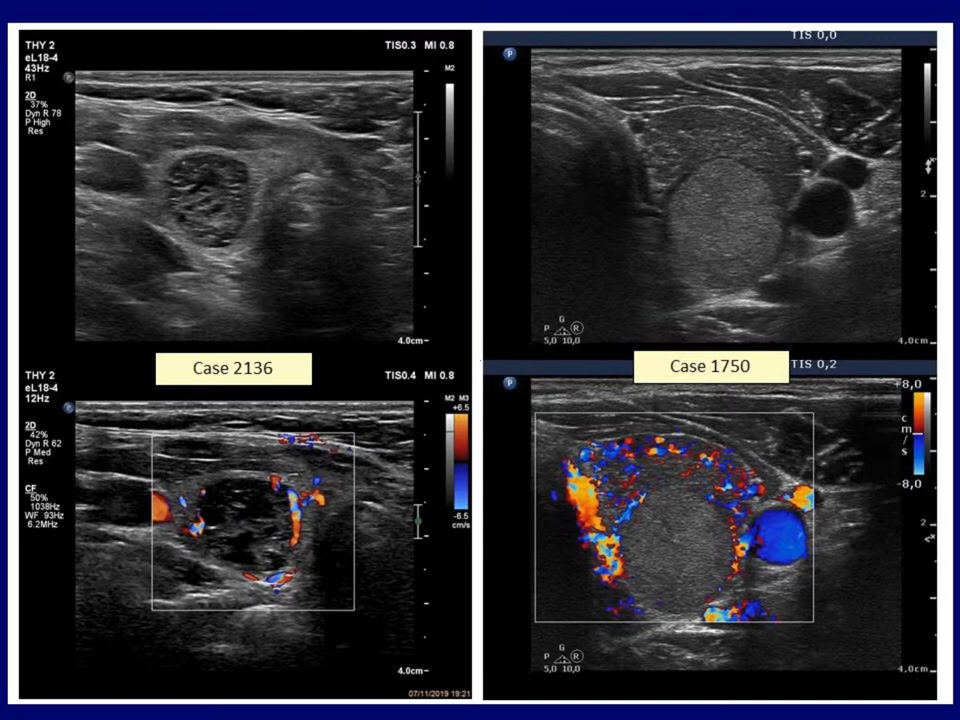 THY 2
eL18-4
43Hz
R1
2D
37%
Dyn R 78
P High
Res
TIS0.3 MI 0.8
M2
4.0cm
P
TIS 0,0
P
2
G
P R
5,0 10,0
4.0cm
Case 2136
Case 1750
THY 2
eL18-4
12Hz
2D
42%
Dyn R 62
P Med
Res
CF
50%
1038Hz
WF 93Hz
6.2MHz
TIS0.4 MI 0.8
M2 M3
+6.5
-6.5
cm/s
4.0cm
07/11/2019 19:21
P
TIS 0,2
P
+8,0
c
m
/
s
-8,0
2
G
P R
5,0 10,0
4.0cm